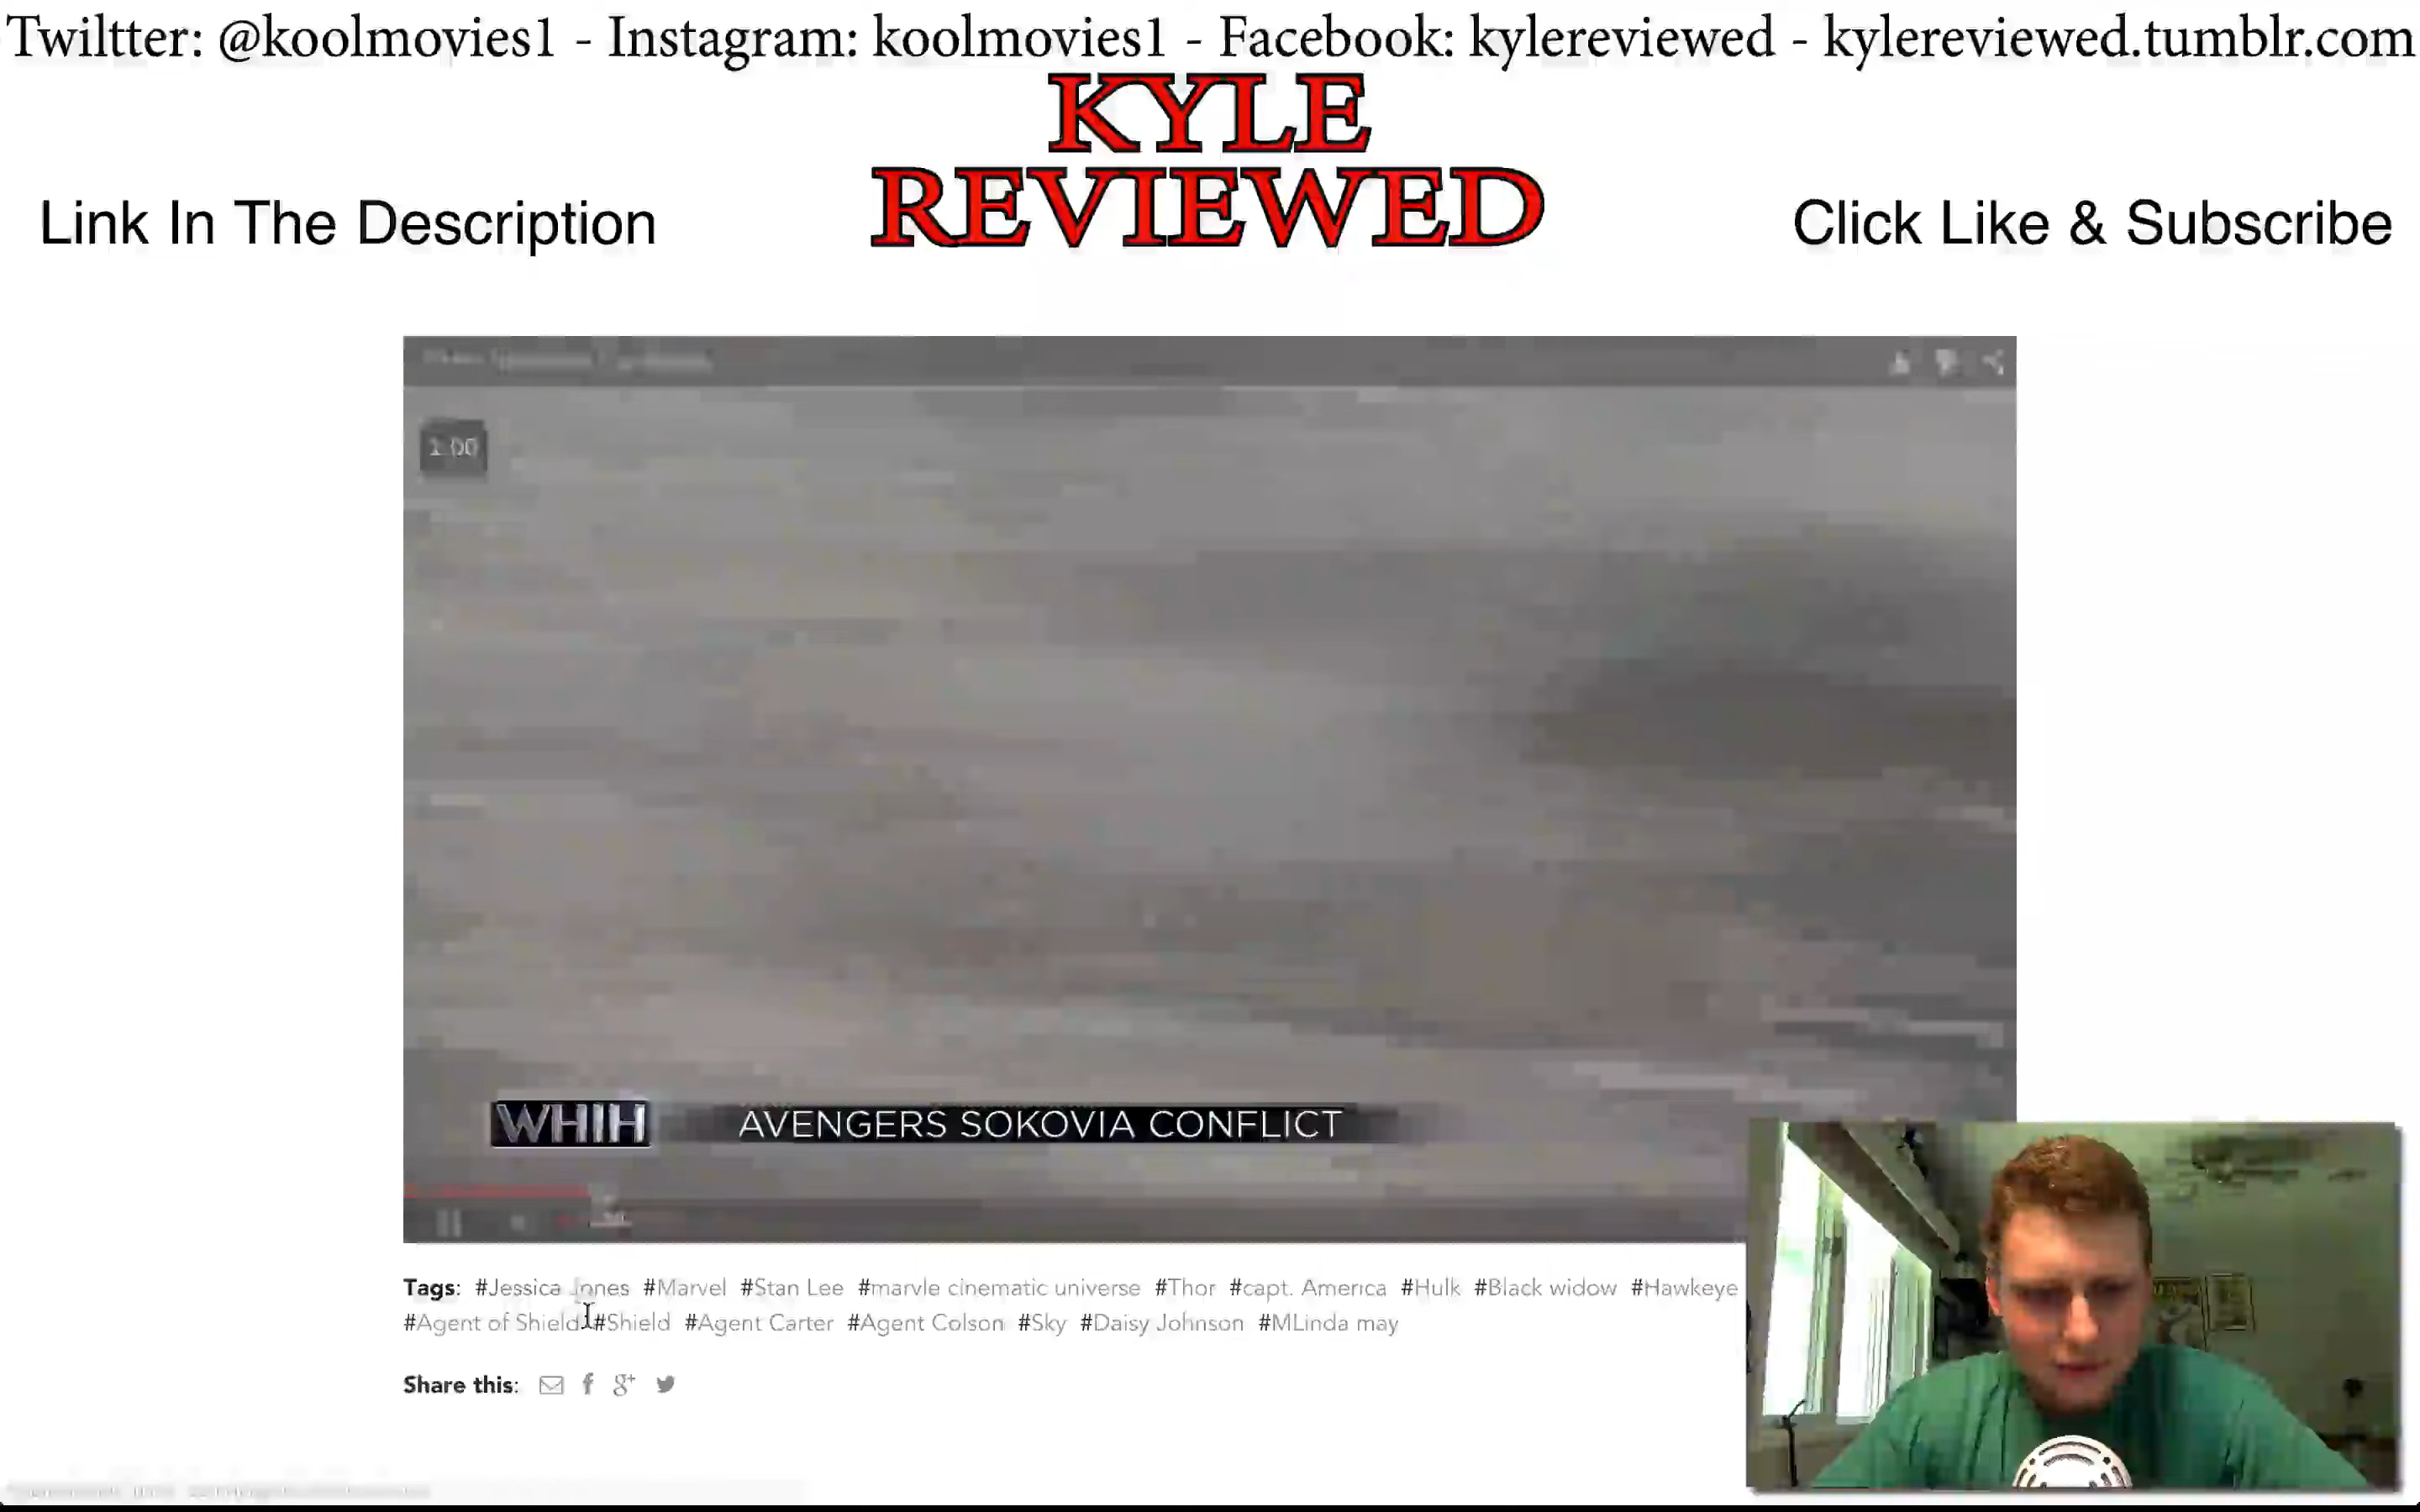 Twiltter: @koolmovies1 - Instagram: koolmovies1 - Facebook: kylereviewed - kylereviewed.tumblr.com
KYLE
REVIEWED
Link In The Description
Click Like & Subscribe
1:00
WHIH AVENGERS SOKOVIA CONFLICT
Tags: #Jessica Jones #Marvel #Stan Lee #marvle cinematic universe #Thor #capt. America #Hulk #Black widow #Hawkeye
#Agent of Shield #Shield #Agent Carter #Agent Colson #Sky #Daisy Johnson #MLinda may
Share this: